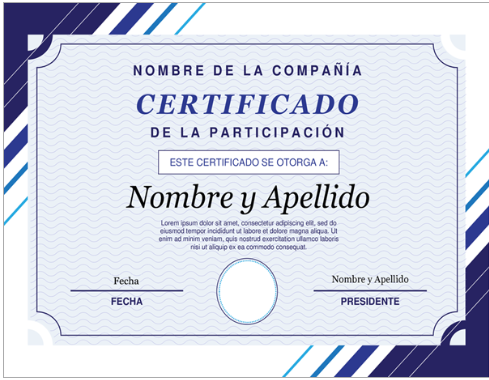 NOMBRE DE LA COMPAÑÍA
CERTIFICADO
DE LA PARTICIPACIÓN
ESTE CERTIFICADO SE OTORGA A:
Nombre y Apellido
Lorem ipsum dolor sit amet, consectetur adipiscing elit, sed do
eiusmod tempor incididunt ut labore et dolore magna aliqua. Ut
enim ad minim veniam, quis nostrud exercitation ullamco laboris
nisi ut aliquip ex ea commodo consequat.
Fecha
Nombre y Apellido
FECHA
PRESIDENTE